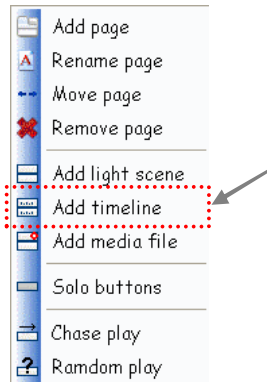 Add page
Rename page
Move page
Remove page
Add light scene
Add timeline
Add media file
Solo buttons
Chase play
Ramdom play